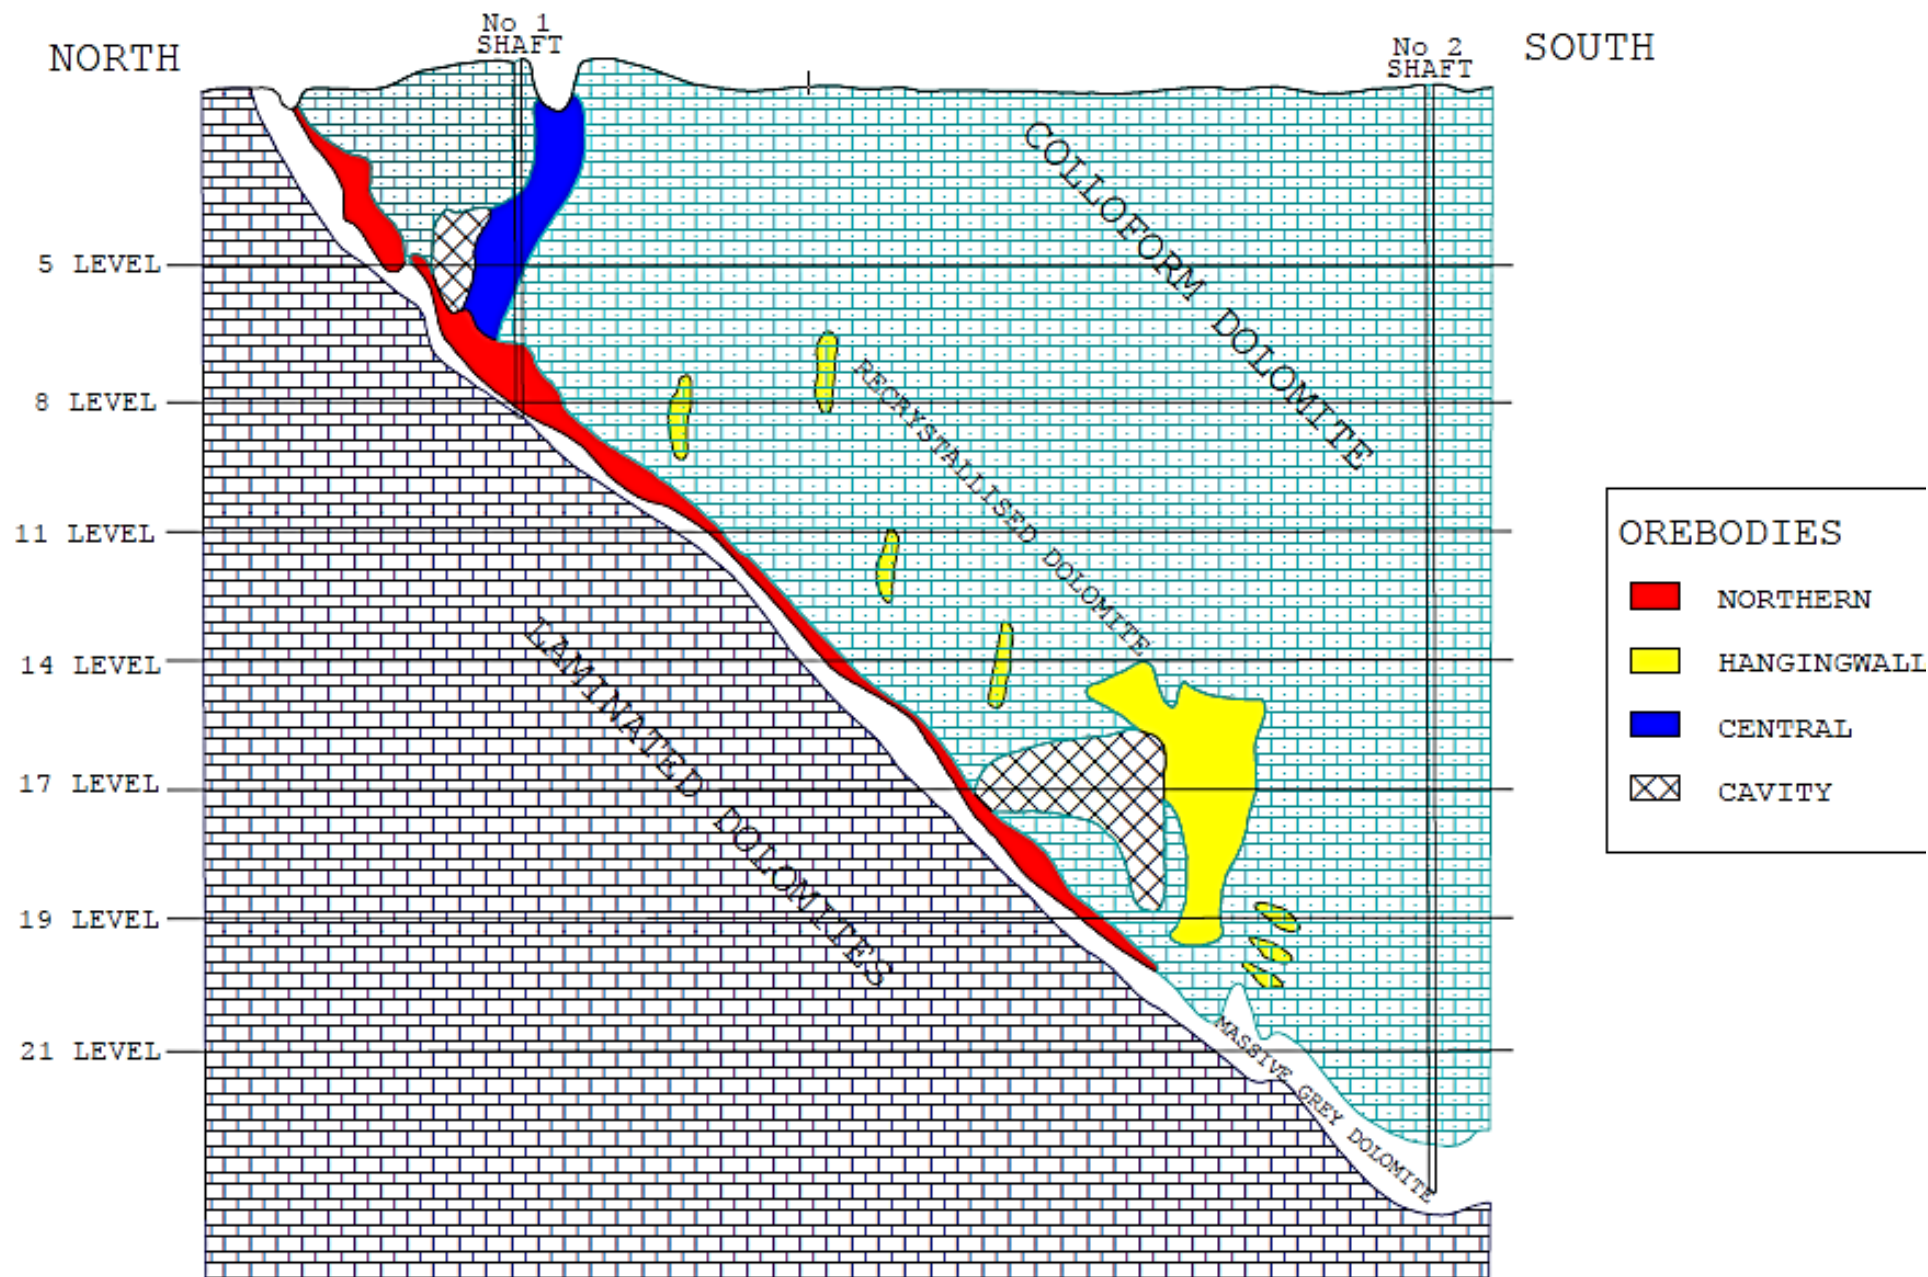 NORTH
No 1
SHAFT
No 2
SHAFT
SOUTH
COLLOFORM DOLOMITE
5 LEVEL
RECRYSTALLISED DOLOMITE
8 LEVEL
11 LEVEL
LAMINATED DOLOMITES
14 LEVEL
17 LEVEL
19 LEVEL
21 LEVEL
MASSIVE GREY DOLOMITE
OREBODIES
NORTHERN
HANGINGWALL
CENTRAL
CAVITY